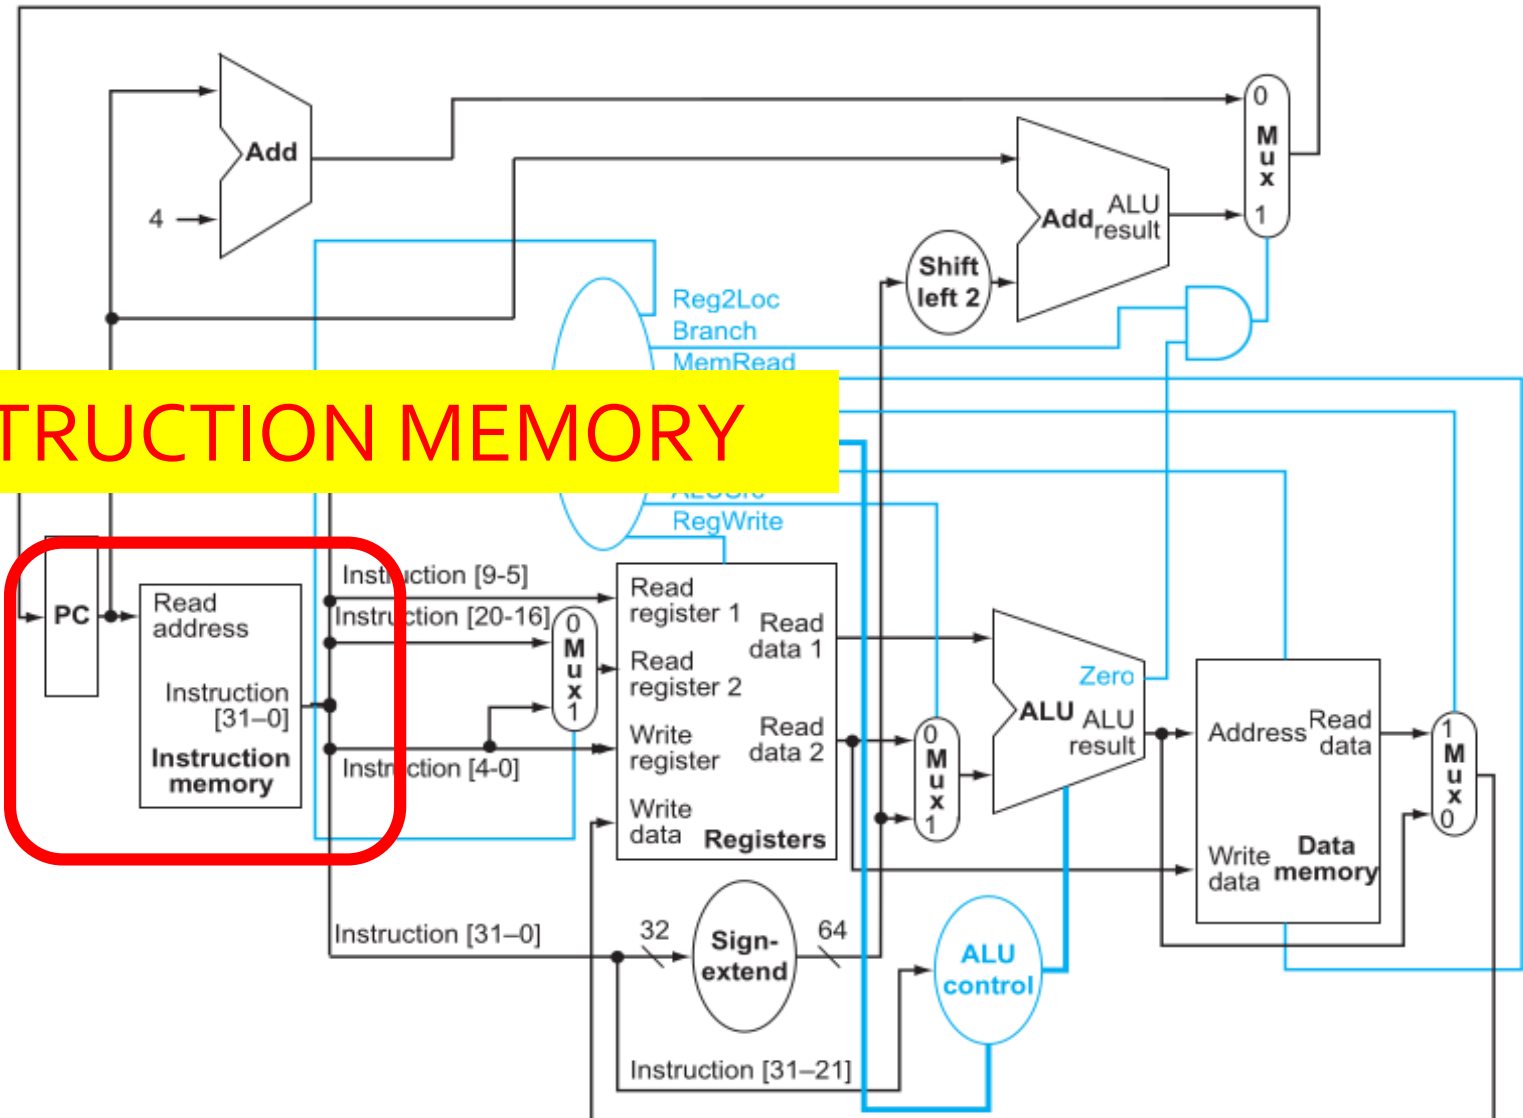 0
Mux
1
Add
4
Add
ALU
result
Shift
left 2
Reg2Loc
Branch
MemRead
TRUCTION MEMORY
RegWrite
PC
Read
address
Instruction
[31–0]
Instruction
memory
Instruction [9-5]
Instruction [20-16]
Instruction [4-0]
0
Mux
1
Read
register 1
Read
register 2
Write
register
Write
data
Read
data 1
Read
data 2
Registers
0
Mux
1
Zero
ALU
ALU
result
Address
Read
data
Write
data
Data
memory
1
Mux
0
Instruction [31–0]
32
Sign-
extend
64
ALU
control
Instruction [31–21]